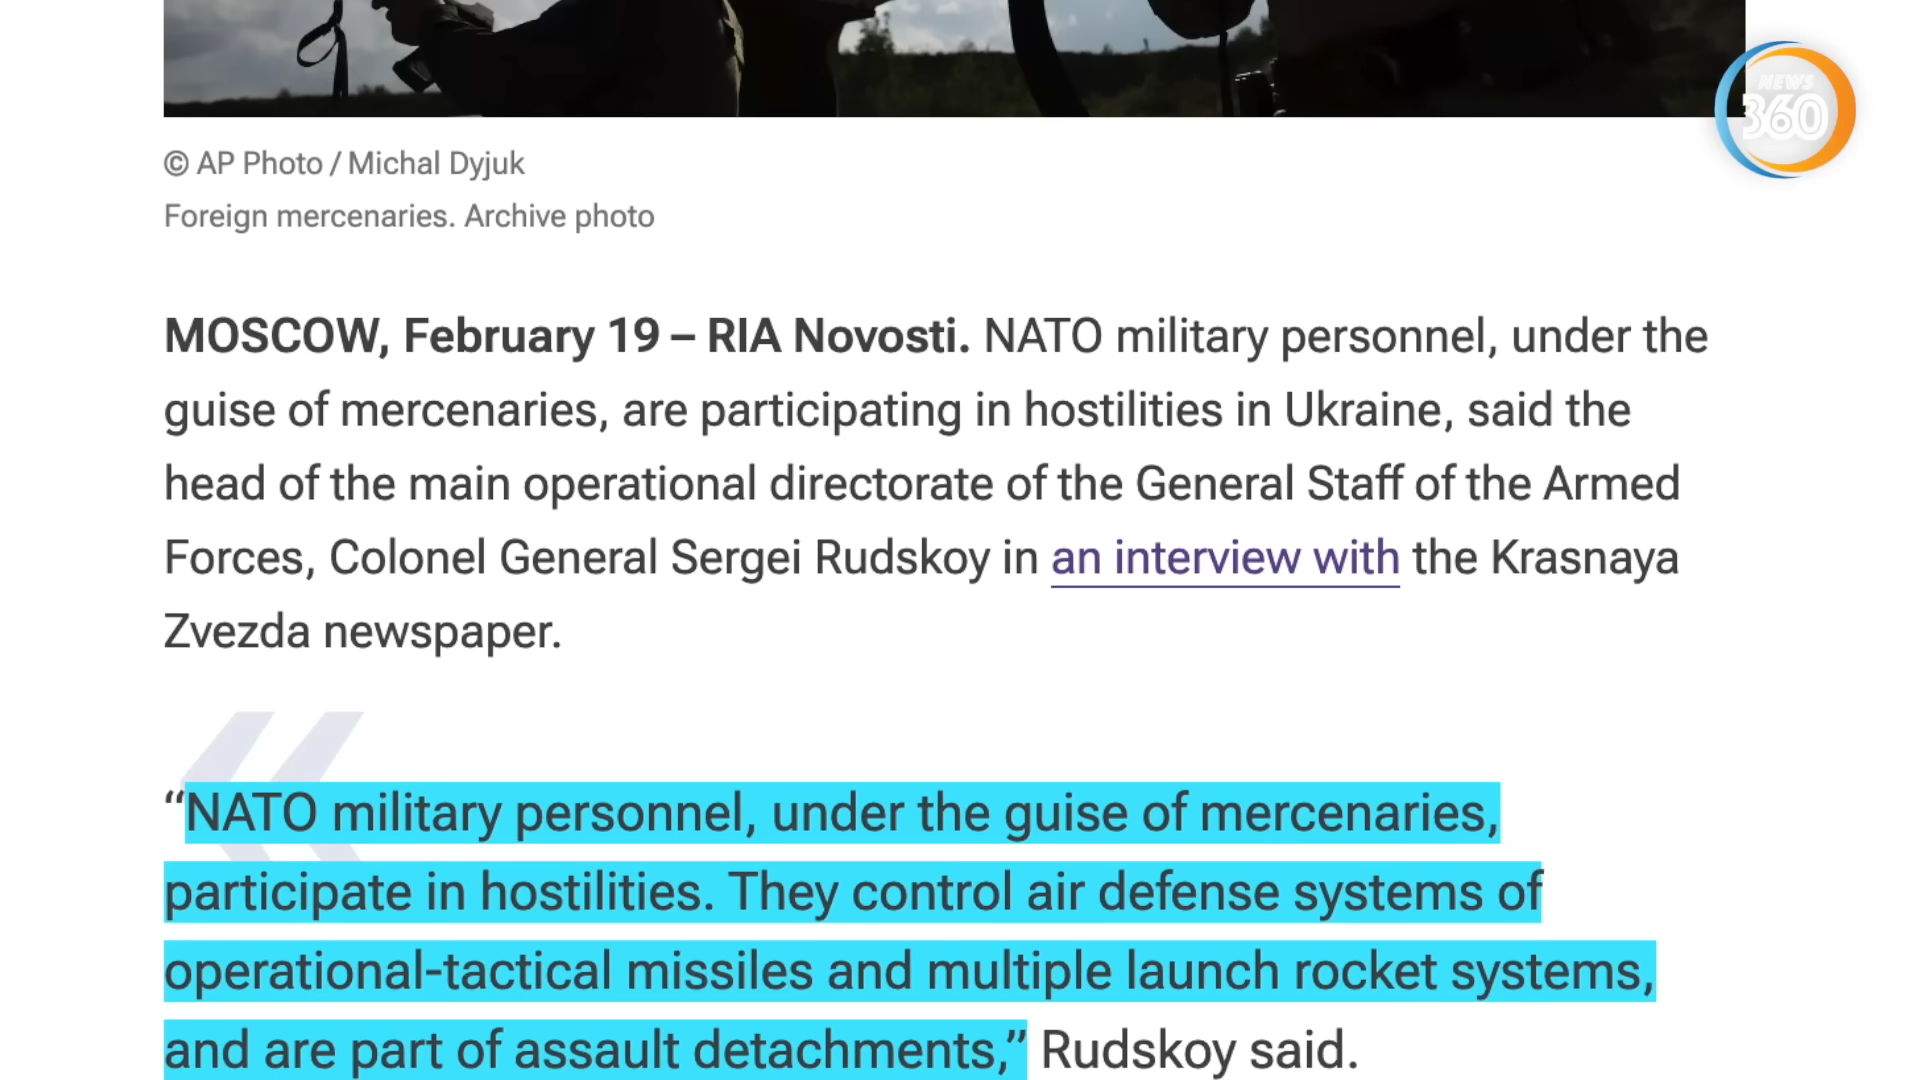 NEWS
360
© AP Photo / Michal Dyjuk
Foreign mercenaries. Archive photo
MOSCOW, February 19 – RIA Novosti. NATO military personnel, under the
guise of mercenaries, are participating in hostilities in Ukraine, said the
head of the main operational directorate of the General Staff of the Armed
Forces, Colonel General Sergei Rudskoy in an interview with the Krasnaya
Zvezda newspaper.
“NATO military personnel, under the guise of mercenaries,
participate in hostilities. They control air defense systems of
operational-tactical missiles and multiple launch rocket systems,
and are part of assault detachments,” Rudskoy said.